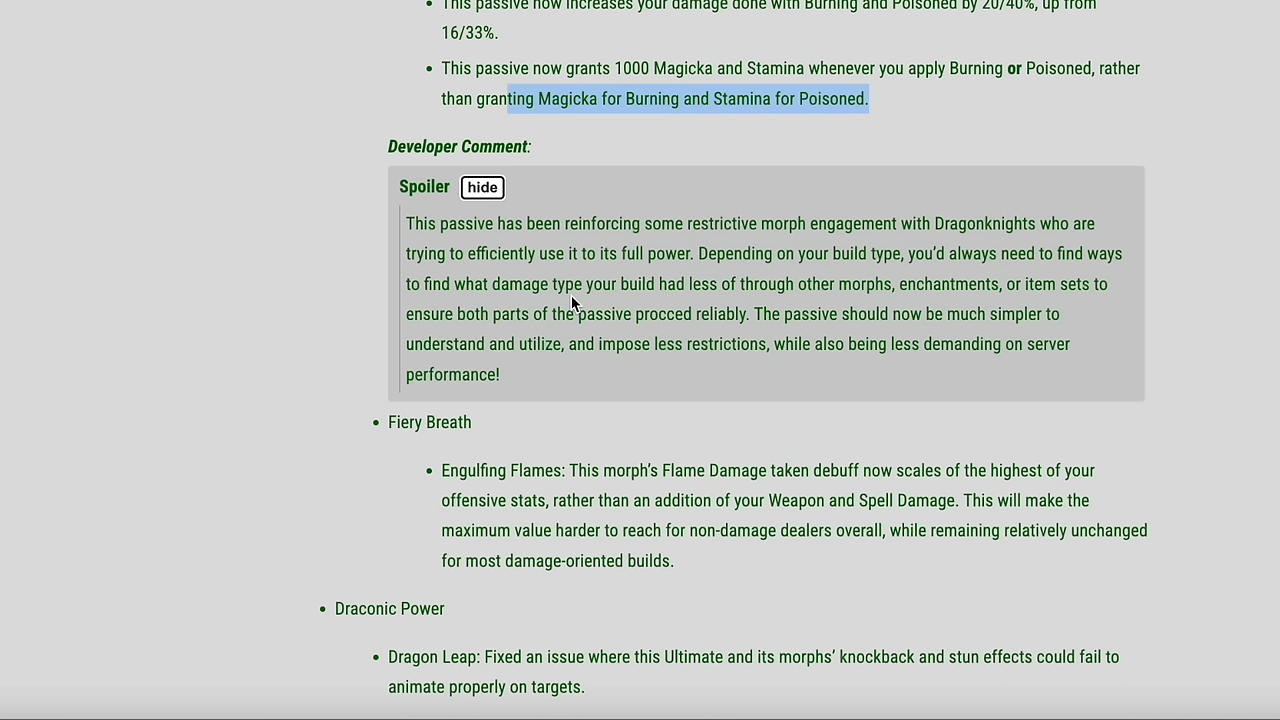 This passive now increases your damage done with Burning and Poisoned by 20/40%, up from
16/33%.
This passive now grants 1000 Magicka and Stamina whenever you apply Burning or Poisoned, rather
than granting Magicka for Burning and Stamina for Poisoned.
Developer Comment:
Spoiler hide
This passive has been reinforcing some restrictive morph engagement with Dragonknights who are
trying to efficiently use it to its full power. Depending on your build type, you’d always need to find ways
to find what damage type your build had less of through other morphs, enchantments, or item sets to
ensure both parts of the passive procced reliably. The passive should now be much simpler to
understand and utilize, and impose less restrictions, while also being less demanding on server
performance!
Fiery Breath
Engulfing Flames: This morph’s Flame Damage taken debuff now scales of the highest of your
offensive stats, rather than an addition of your Weapon and Spell Damage. This will make the
maximum value harder to reach for non-damage dealers overall, while remaining relatively unchanged
for most damage-oriented builds.
Draconic Power
Dragon Leap: Fixed an issue where this Ultimate and its morphs’ knockback and stun effects could fail to
animate properly on targets.